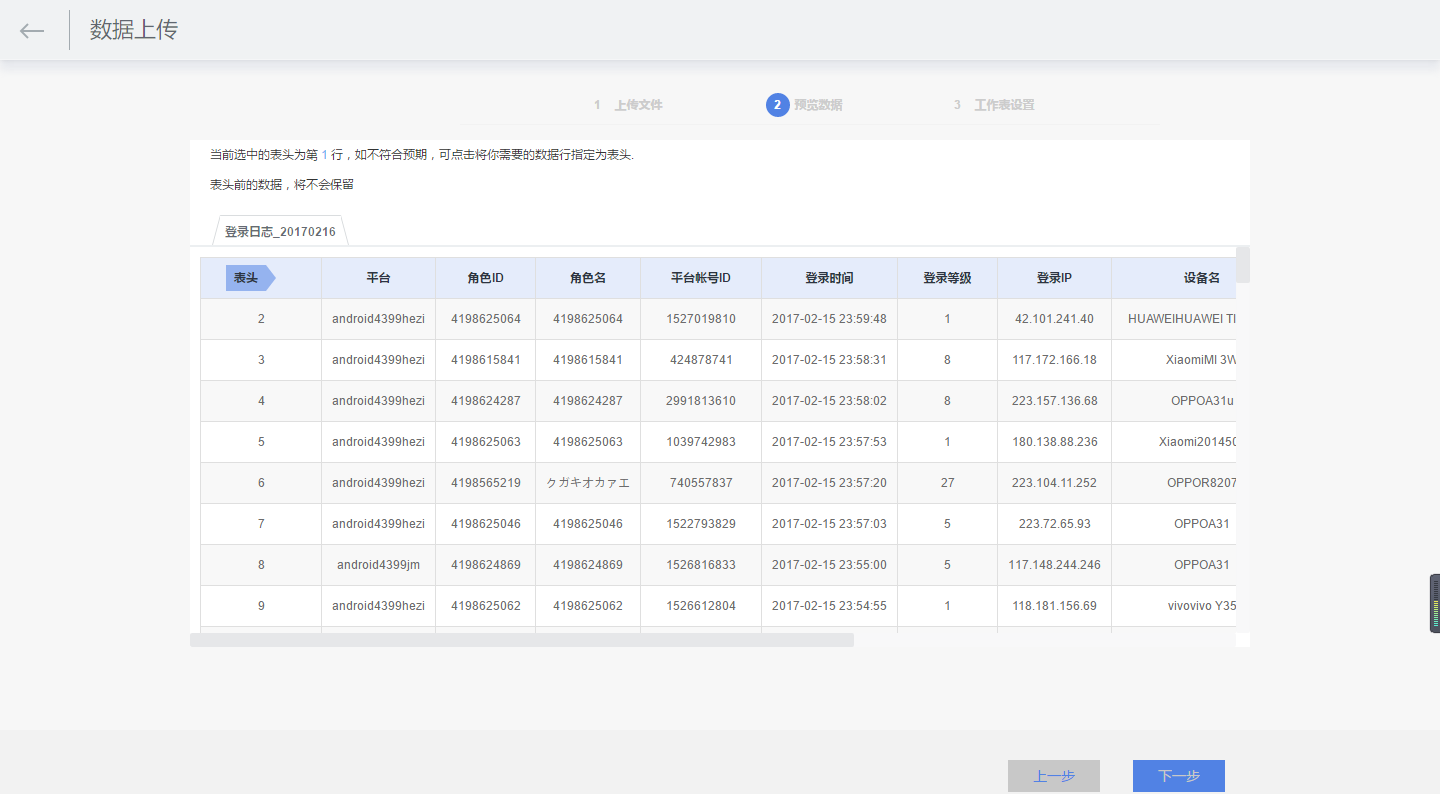 数据上传
1 上传文件 2 预览数据 3 工作表设置
当前选中的表头为第 1 行，如不符合预期，可点击将你需要的数据行指定为表头.
表头前的数据，将不会保留
登录日志_20170216
表头 平台 角色ID 角色名 平台帐号ID 登录时间 登录等级 登录IP 设备名
2 android4399hezi 4198625064 4198625064 1527019810 2017-02-15 23:59:48 1 42.101.241.40 HUAWEIHUAWEI TI
3 android4399hezi 4198615841 4198615841 424878741 2017-02-15 23:58:31 8 117.172.166.18 XiaomiMI 3W
4 android4399hezi 4198624287 4198624287 2991813610 2017-02-15 23:58:02 8 223.157.136.68 OPPOA31u
5 android4399hezi 4198625063 4198625063 1039742983 2017-02-15 23:57:53 1 180.138.88.236 Xiaomi201450
6 android4399hezi 4198565219 クガキオカァエ 740557837 2017-02-15 23:57:20 27 223.104.11.252 OPPOR8207
7 android4399hezi 4198625046 4198625046 1522793829 2017-02-15 23:57:03 5 223.72.65.93 OPPOA31
8 android4399jm 4198624869 4198624869 1526816833 2017-02-15 23:55:00 5 117.148.244.246 OPPOA31
9 android4399hezi 4198625062 4198625062 1526612804 2017-02-15 23:54:55 1 118.181.156.69 vivovivo Y35
上一步 下一步